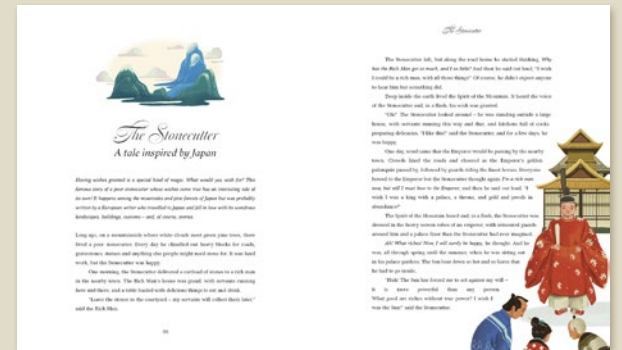 The Stonecutter
A tale inspired by Japan
Having wishes granted is a special kind of magic. What would you wish for? This
famous story of a poor stonecutter whose wishes come true has an interesting tale of
its own! It happens among the mountains and pine forests of Japan but was probably
written by a European writer who travelled to Japan and fell in love with its wondrous
landscapes, buildings, customs – and, of course, stories.
Long ago, on a mountainside where white clouds meet green pine trees, there
lived a poor stonecutter. Every day he chiselled out heavy blocks for roads,
gravestones, statues and anything else people might need stone for. It was hard
work, but the Stonecutter was happy.
One morning, the Stonecutter delivered a cartload of stones to a rich man
in the nearby town. The Rich Man's house was grand, with servants running
here and there, and a table loaded with delicious things to eat and drink.
'Leave the stones in the courtyard – my servants will collect them later,'
said the Rich Man.
The Stonecutter
The Stonecutter left, but along the road home he started thinking, Why
has the Rich Man got so much, and I so little? And then he said out loud, 'I wish
I could be a rich man, with all those things!' Of course, he didn't expect anyone
to hear him but something did.
Deep inside the earth lived the Spirit of the Mountain. It heard the voice
of the Stonecutter and, in a flash, his wish was granted.
'Oh!' The Stonecutter looked around – he was standing outside a large
house, with servants running this way and that, and kitchens full of cooks
preparing delicacies. 'I like this!' said the Stonecutter, and for a few days, he
was happy.
One day, word came that the Emperor would be passing by the nearby
town. Crowds lined the roads and cheered as the Emperor's golden
palanquin passed by, followed by guards riding the finest horses. Everyone
bowed to the Emperor but the Stonecutter thought again. I'm a rich man
now, but still I must bow to the Emperor, and then he said out loud, 'I
wish I was a king with a palace, a throne, and gold and jewels in
abundance!'
The Spirit of the Mountain heard and, in a flash, the Stonecutter was
dressed in the heavy woven robes of an emperor, with uniformed guards
around him and a palace finer than the Stonecutter had ever imagined.
Ah! What riches! Now, I will surely be happy, he thought. And he
was, all through spring until the summer, when he was sitting out
in his palace gardens. The sun beat down so hot and so fierce that
he had to go inside.
'Huh! The Sun has forced me to act against my will –
it is more powerful than my person.
What good are riches without true power? I wish I
was the Sun!' said the Stonecutter.